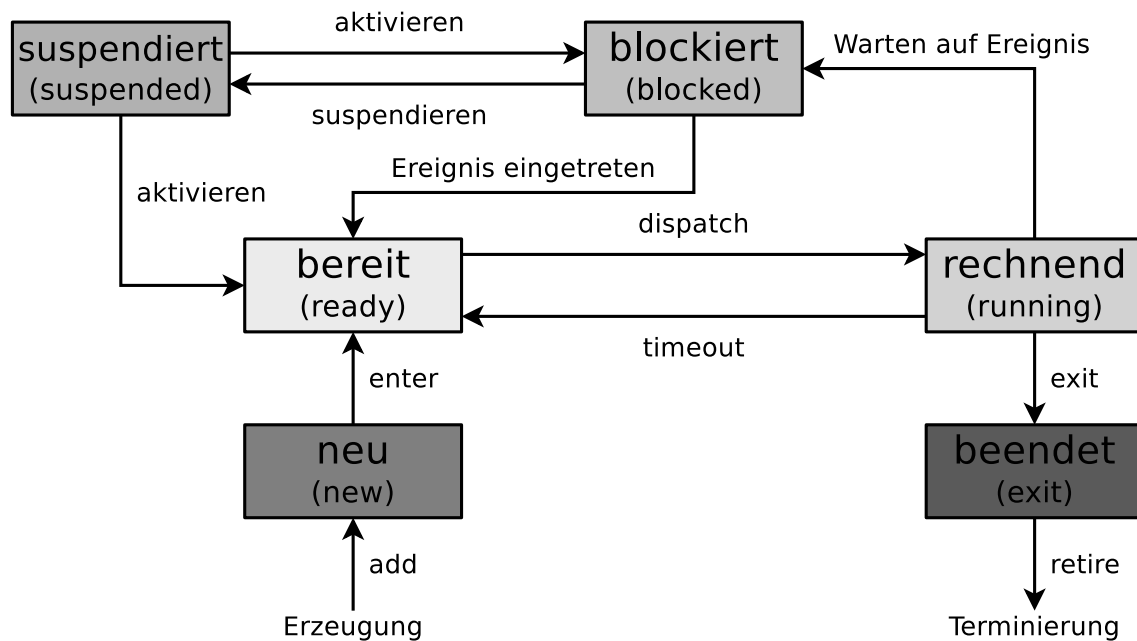 aktivieren
suspendiert
(suspended)
blockiert
(blocked)
Warten auf Ereignis
suspendieren
Ereignis eingetreten
aktivieren
dispatch
bereit
(ready)
rechnend
(running)
timeout
enter
exit
neu
(new)
beendet
(exit)
add
retire
Erzeugung
Terminierung